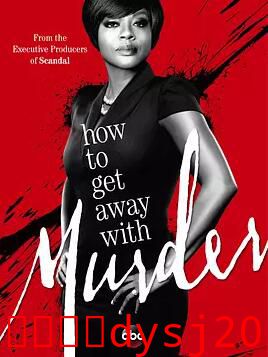 From the
Executive Producers
of Scandal
how
to
get
away
with
Murder
abc
dysj20